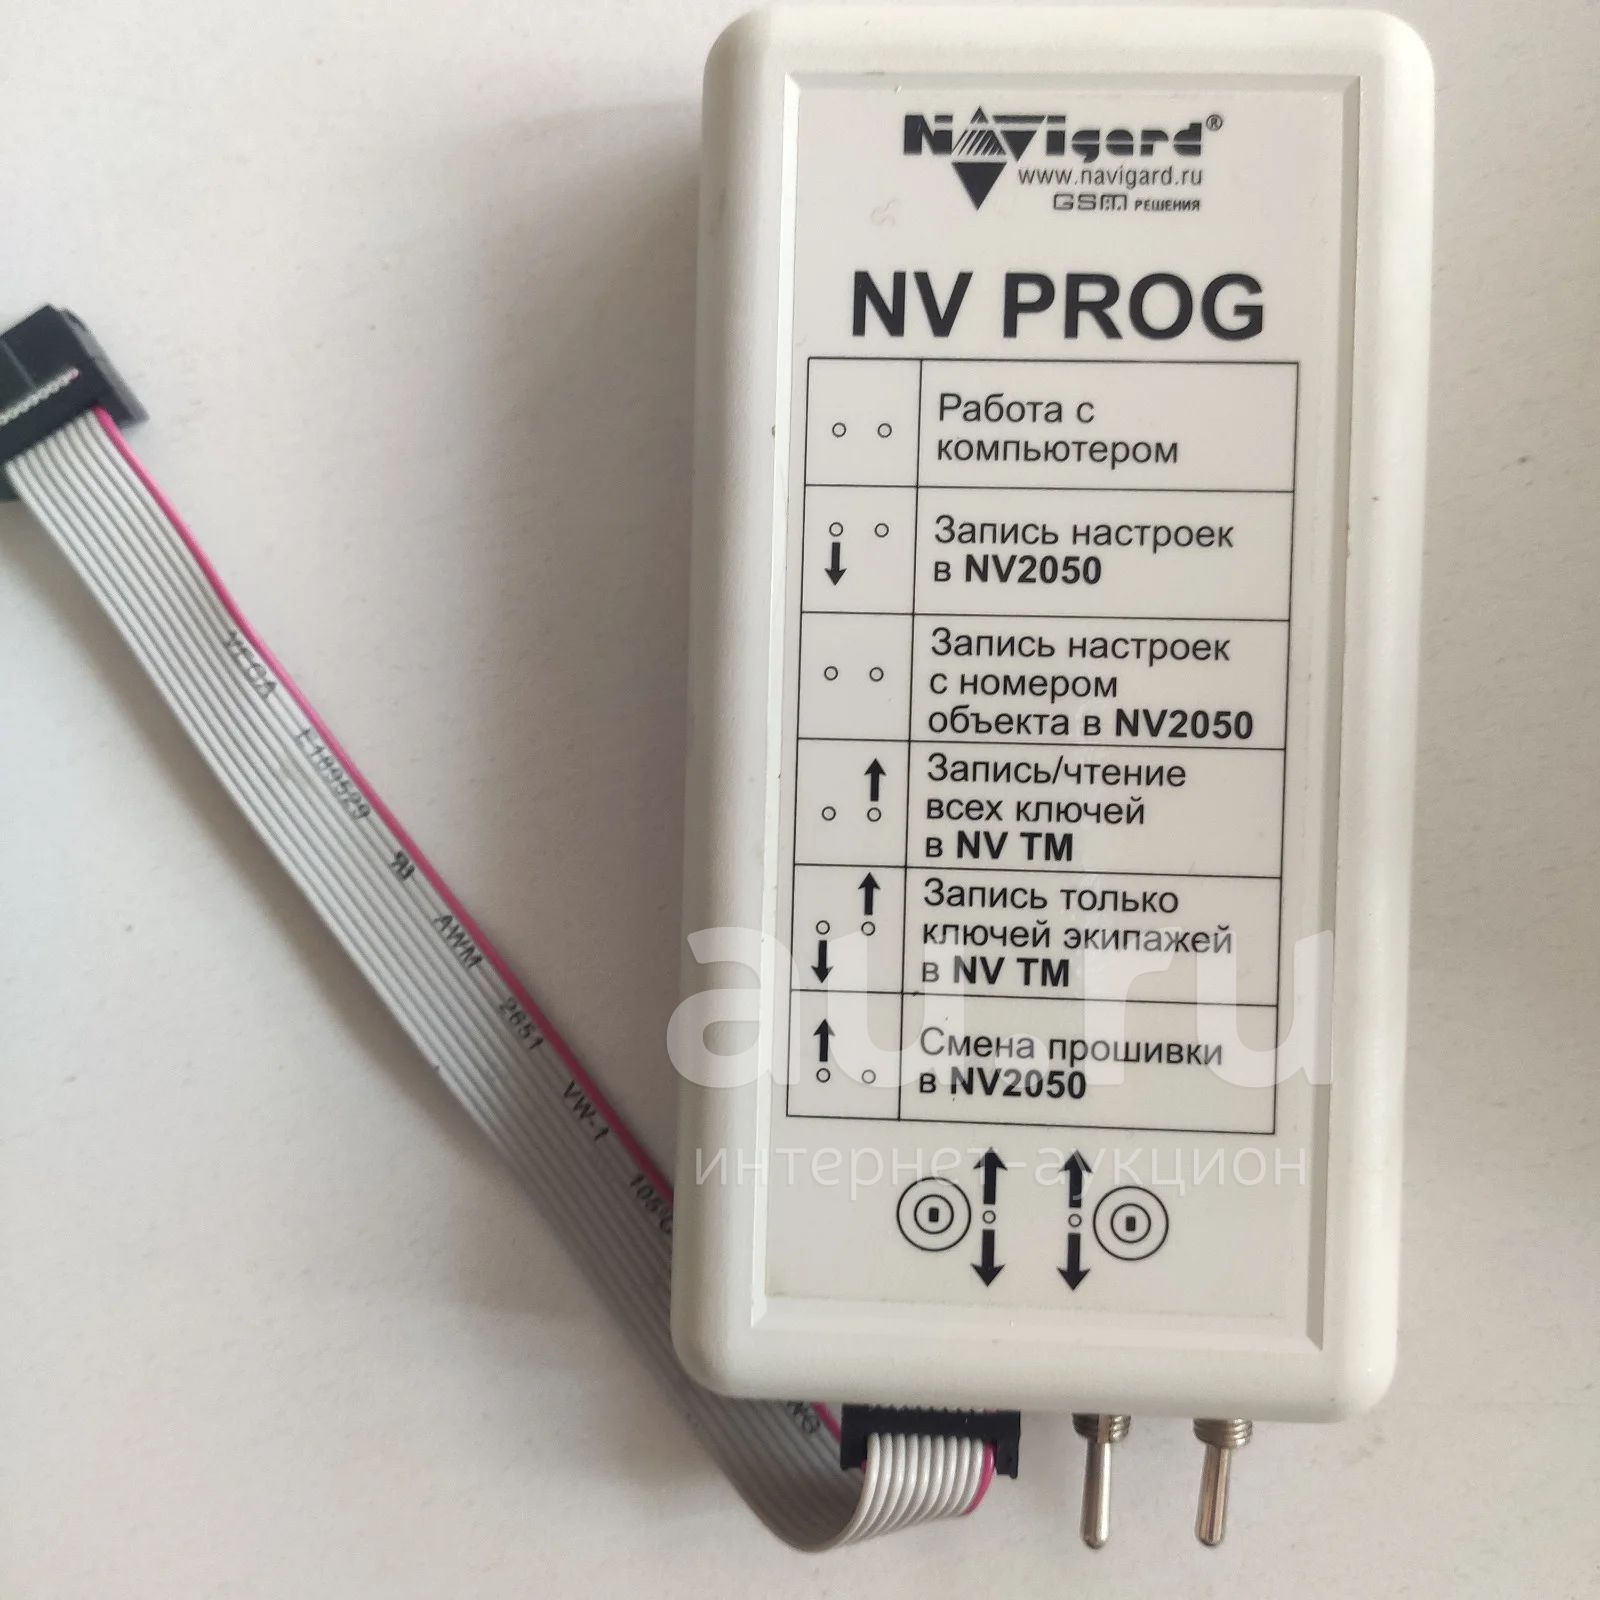 Navigard®
www.navigard.ru
GSM РЕШЕНИЯ
NV PROG
Работа с
компьютером
Запись настроек
в NV2050
Запись настроек
с номером
объекта в NV2050
Запись/чтение
всех ключей
в NV TM
Запись только
ключей экипажей
в NV TM
Смена прошивки
в NV2050
au.ru
интернет-аукцион
E189529 AWM 2651 VW-1 105°C